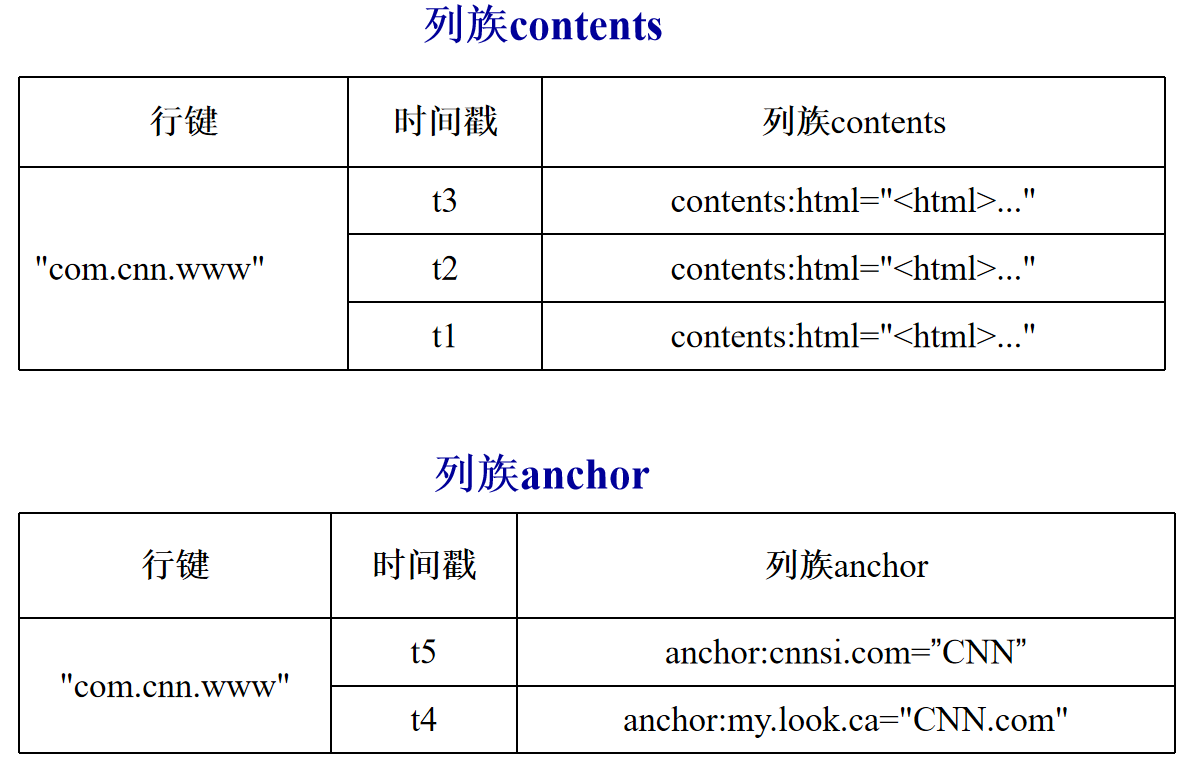 列族contents
行键 时间戳 列族contents
t3 contents:html="<html>..."
"com.cnn.www" t2 contents:html="<html>..."
t1 contents:html="<html>..."
列族anchor
行键 时间戳 列族anchor
t5 anchor:cnnsi.com=”CNN”
"com.cnn.www"
t4 anchor:my.look.ca="CNN.com"